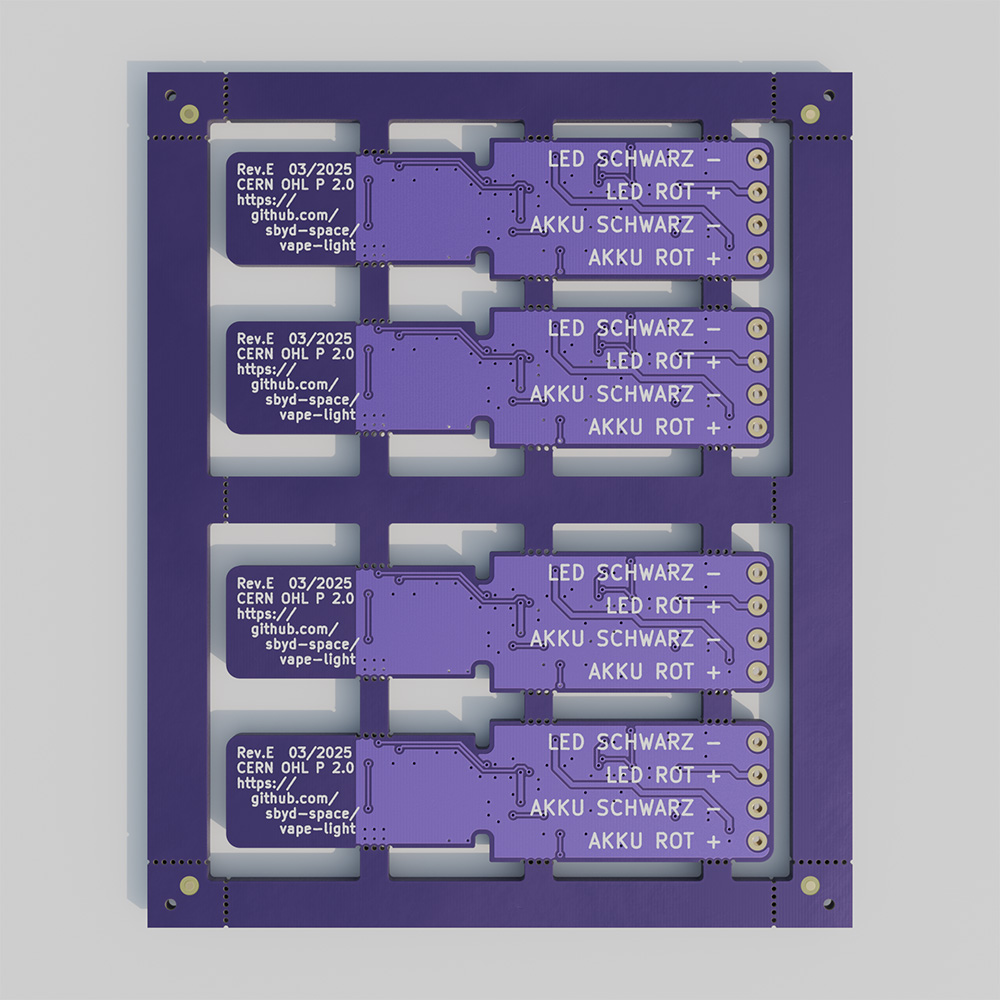 Rev.E 03/2025
CERN OHL P 2.0
https://
github.com/
sbyd-space/
vape-light
LED SCHWARZ -
LED ROT +
AKKU SCHWARZ -
AKKU ROT +
Rev.E 03/2025
CERN OHL P 2.0
https://
github.com/
sbyd-space/
vape-light
LED SCHWARZ -
LED ROT +
AKKU SCHWARZ -
AKKU ROT +
Rev.E 03/2025
CERN OHL P 2.0
https://
github.com/
sbyd-space/
vape-light
LED SCHWARZ -
LED ROT +
AKKU SCHWARZ -
AKKU ROT +
Rev.E 03/2025
CERN OHL P 2.0
https://
github.com/
sbyd-space/
vape-light
LED SCHWARZ -
LED ROT +
AKKU SCHWARZ -
AKKU ROT +